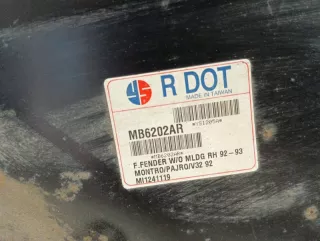 R DOT
MADE IN TAIWAN
MB6202AR
F.FENDER W/O MLDG RH 92-93
MONTRO/PAJRO/V32 92
MI1241119